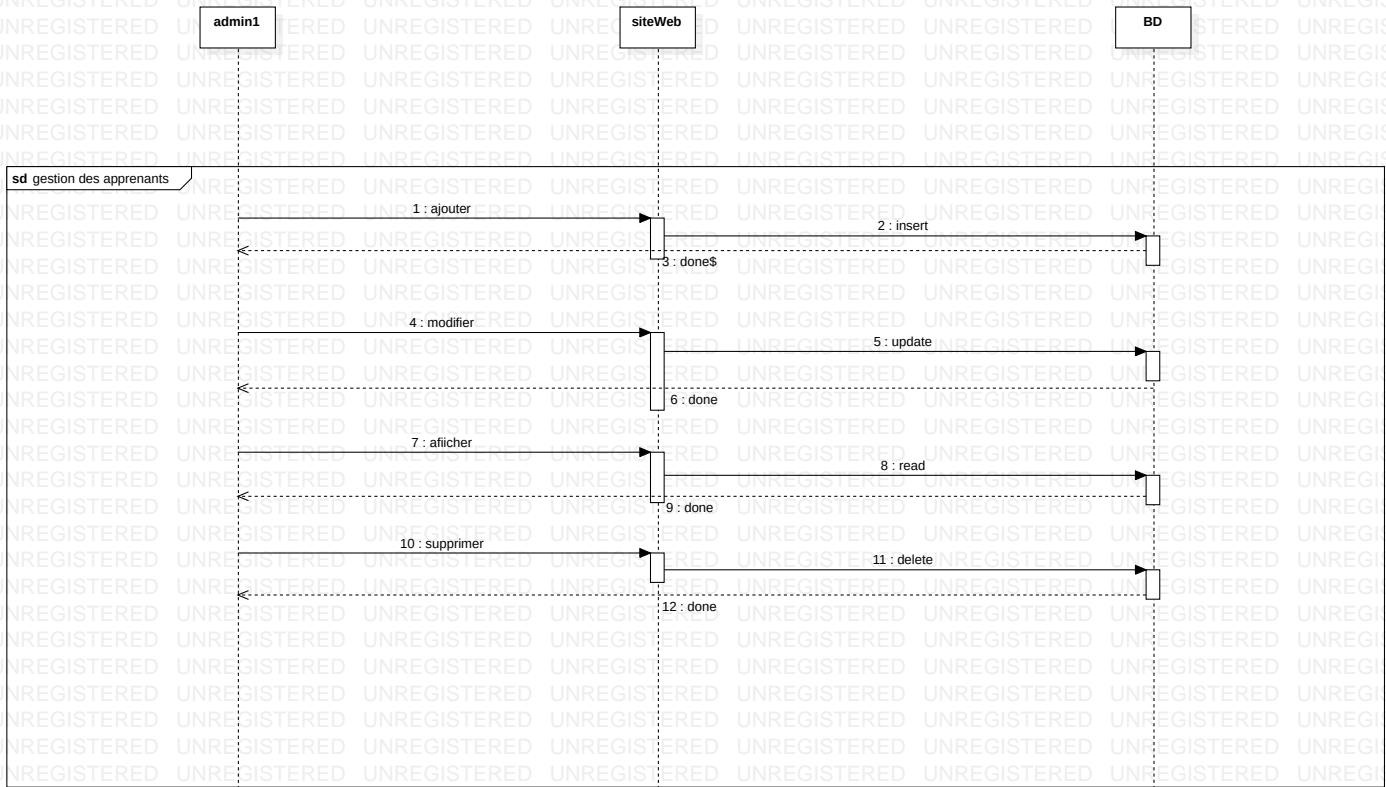 admin1
siteWeb
BD
sd gestion des apprenants
1 : ajouter
2 : insert
3 : done$
4 : modifier
5 : update
6 : done
7 : afiicher
8 : read
9 : done
10 : supprimer
11 : delete
12 : done
UNREGISTERED